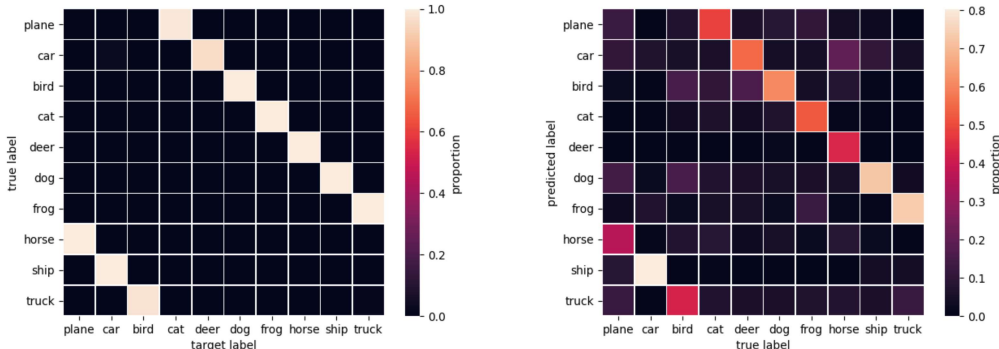 plane
car
bird
cat
deer
dog
frog
horse
ship
truck
true label
plane car bird cat deer dog frog horse ship truck
target label
1.0
0.8
0.6
0.4
0.2
0.0
proportion
plane
car
bird
cat
deer
dog
frog
horse
ship
truck
predicted label
plane car bird cat deer dog frog horse ship truck
true label
0.8
0.7
0.6
0.5
0.4
0.3
0.2
0.1
0.0
proportion